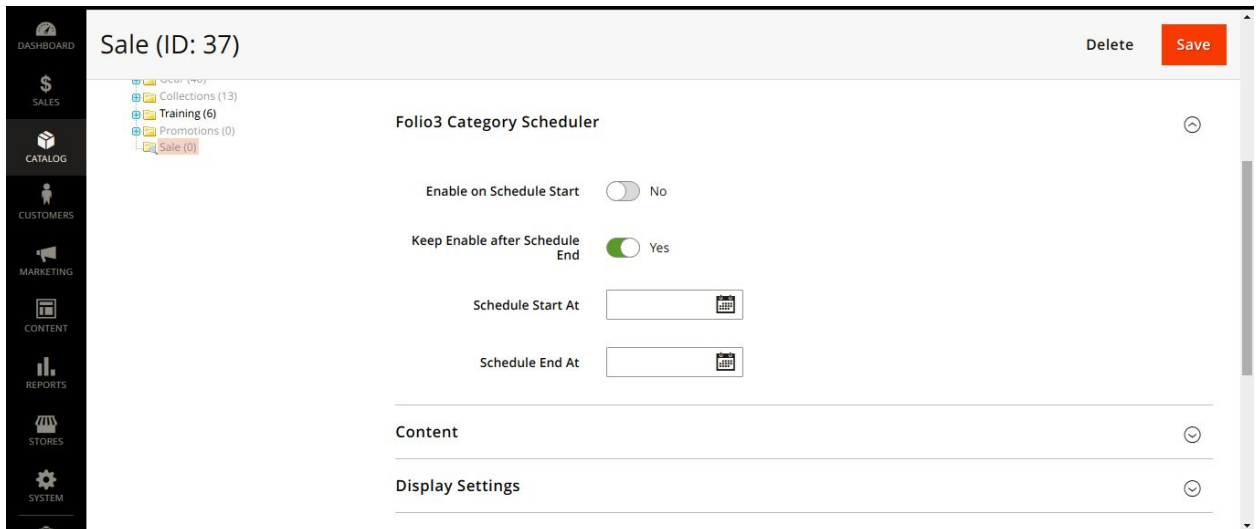 DASHBOARD
$
SALES
CATALOG
CUSTOMERS
MARKETING
CONTENT
REPORTS
STORES
SYSTEM
Sale (ID: 37)
Delete
Save
Gear (46)
Collections (13)
Training (6)
Promotions (0)
Sale (0)
Folio3 Category Scheduler
Enable on Schedule Start
No
Keep Enable after Schedule
End
Yes
Schedule Start At
Schedule End At
Content
Display Settings